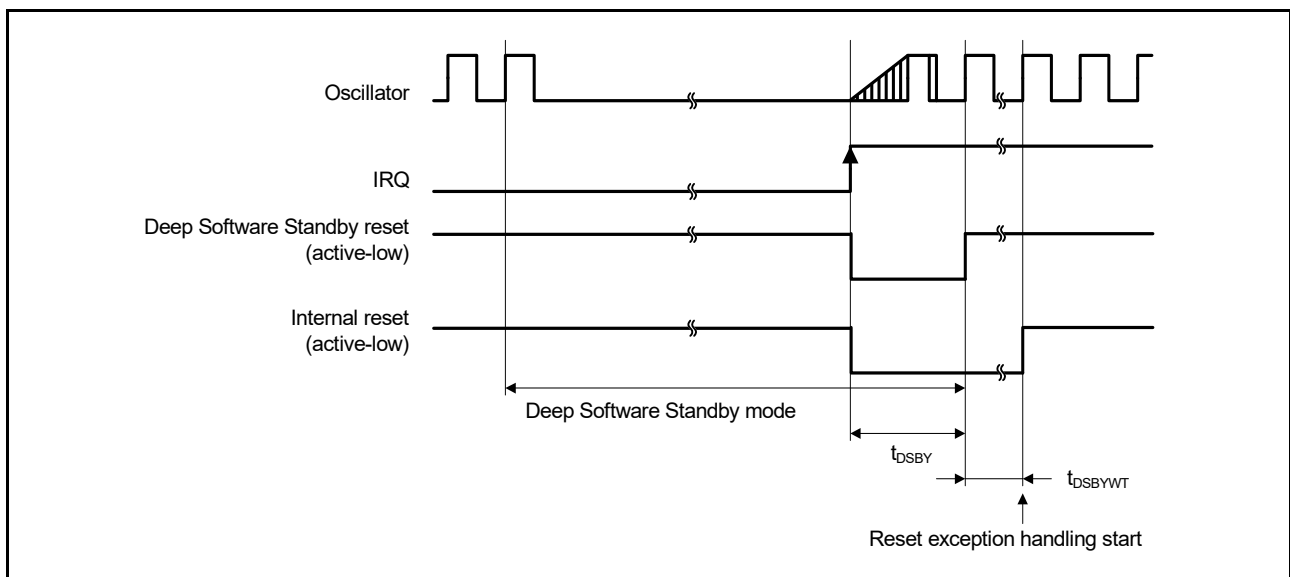 Oscillator
IRQ
Deep Software Standby reset
(active-low)
Internal reset
(active-low)
Deep Software Standby mode
tDSBY
tDSBYWT
Reset exception handling start